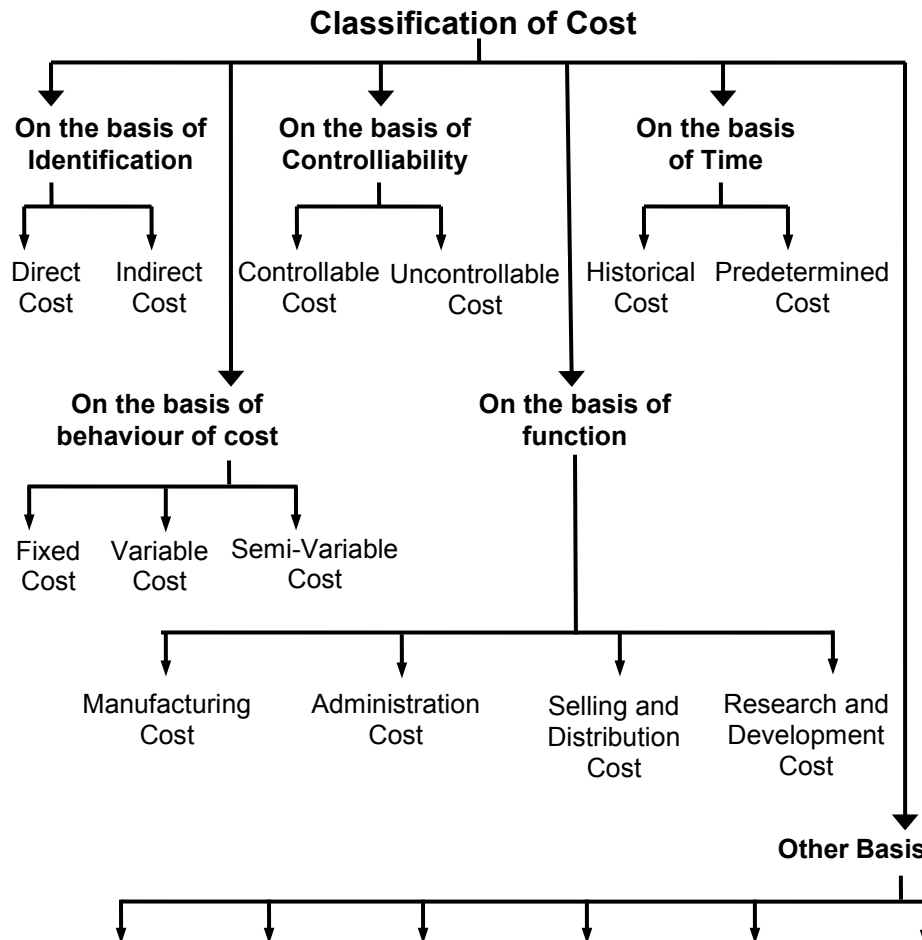 Classification of Cost
On the basis of
Identification
On the basis of
Controlliability
On the basis
of Time
Direct
Cost
Indirect
Cost
Controllable
Cost
Uncontrollable
Cost
Historical
Cost
Predetermined
Cost
On the basis of
behaviour of cost
On the basis of
function
Fixed
Cost
Variable
Cost
Semi-Variable
Cost
Manufacturing
Cost
Administration
Cost
Selling and
Distribution
Cost
Research and
Development
Cost
Other Basis